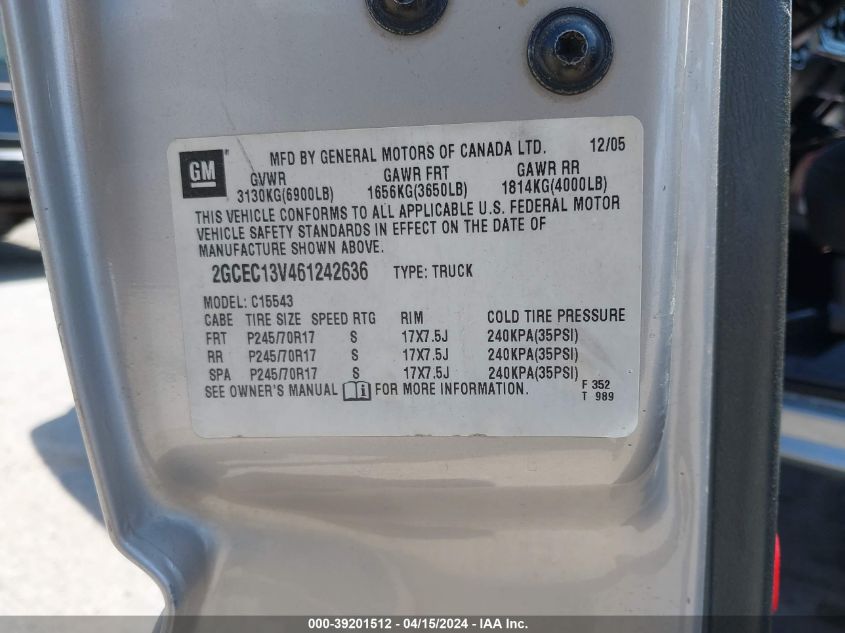 GM ® MFD BY GENERAL MOTORS OF CANADA LTD. 12/05
GVWR GAWR FRT GAWR RR
3130KG(6900LB) 1656KG(3650LB) 1814KG(4000LB)
THIS VEHICLE CONFORMS TO ALL APPLICABLE U.S. FEDERAL MOTOR
VEHICLE SAFETY STANDARDS IN EFFECT ON THE DATE OF
MANUFACTURE SHOWN ABOVE.
2GCEC13V461242636 TYPE: TRUCK
MODEL: C15543
CABE TIRE SIZE SPEED RTG RIM COLD TIRE PRESSURE
FRT P245/70R17 S 17X7.5J 240KPA(35PSI)
RR P245/70R17 S 17X7.5J 240KPA(35PSI)
SPA P245/70R17 S 17X7.5J 240KPA(35PSI)
SEE OWNER'S MANUAL i FOR MORE INFORMATION.
F 352
T 989
000-39201512 - 04/15/2024 - IAA Inc.